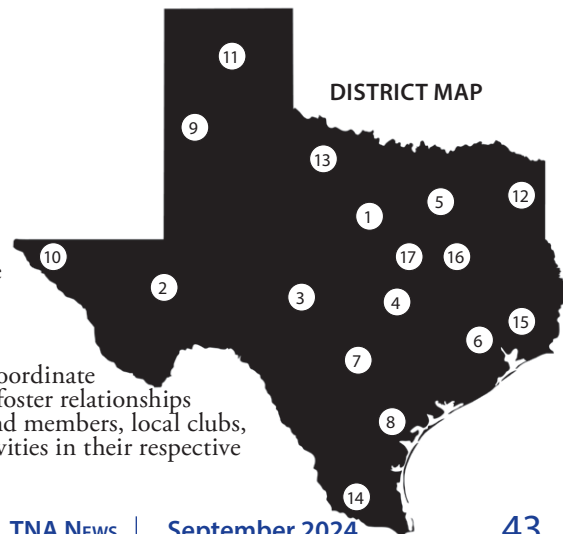 DISTRICT MAP
11
9
13
12
5
1
10
17
16
2
3
4
15
6
7
8
14
oordinate
foster relationships
nd members, local clubs,
vities in their respective
TNA News | September 2024 43